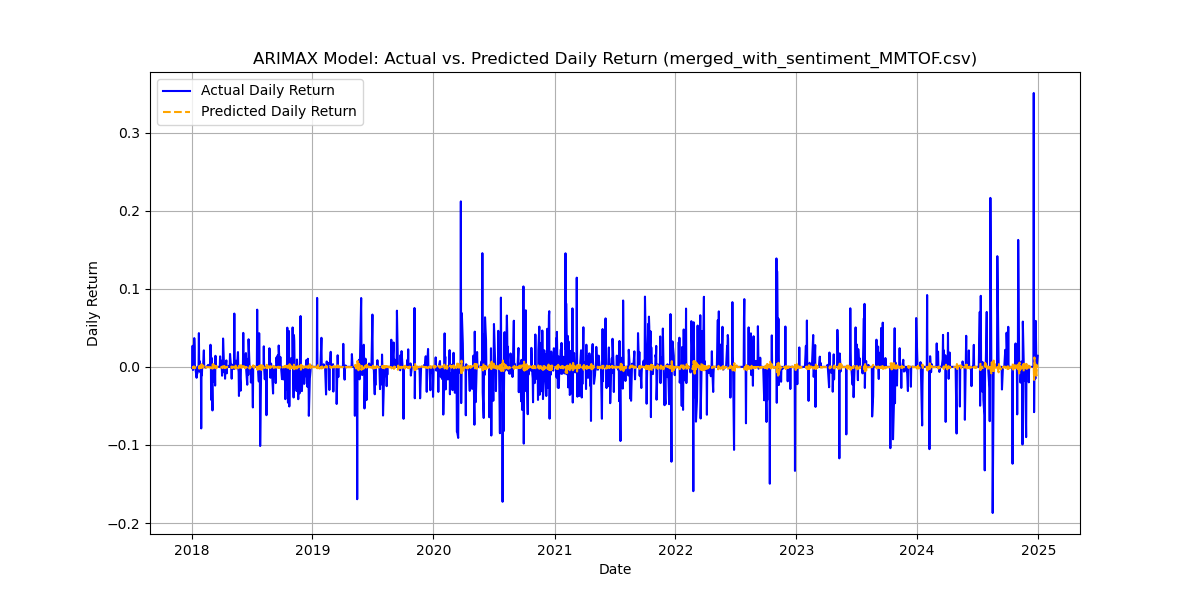 ARIMAX Model: Actual vs. Predicted Daily Return (merged_with_sentiment_MMTOF.csv)
Actual Daily Return
Predicted Daily Return
0.3
0.2
0.1
0.0
−0.1
−0.2
Daily Return
2018 2019 2020 2021 2022 2023 2024 2025
Date